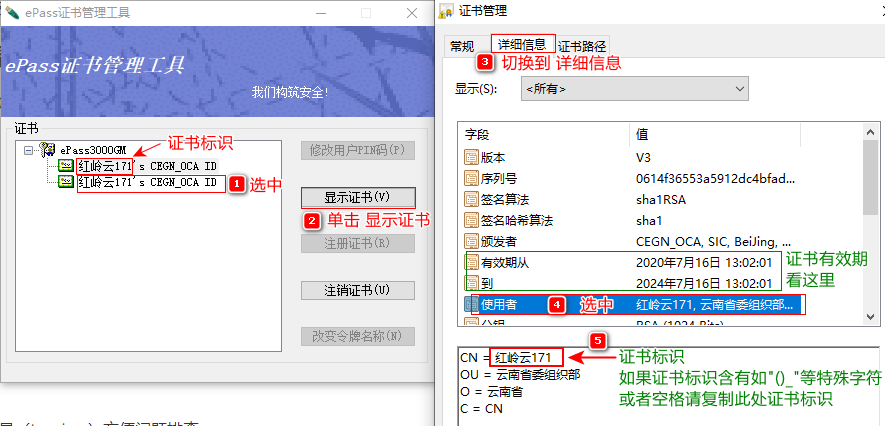 ePass证书管理工具
ePass证书管理工具
我们构筑安全!
证书
证书标识
ePass3000GM
红岭云171's CEGN_OCA ID
红岭云171's CEGN_OCA ID
1 选中
修改用户PIN码(P)
显示证书(V)
2 单击 显示证书
注册证书(R)
注销证书(U)
改变令牌名称(N)
证书管理
常规
详细信息
证书路径
3 切换到 详细信息
显示(S):
<所有>
字段 值
版本 V3
序列号 0614f36553a5912dc4bfad...
签名算法 sha1RSA
签名哈希算法 sha1
颁发者 CEGN_OCA, SIC, BeiJing, ...
有效期从 2020年7月16日 13:02:01
到 2024年7月16日 13:02:01
证书有效期
看这里
使用者 4 选中 红岭云171, 云南省委组织部...
公钥 RSA (1024 Bits)
5
CN = 红岭云171
OU = 云南省委组织部
O = 云南省
C = CN
证书标识
如果证书标识含有如"()_"等特殊字符
或者空格请复制此处证书标识